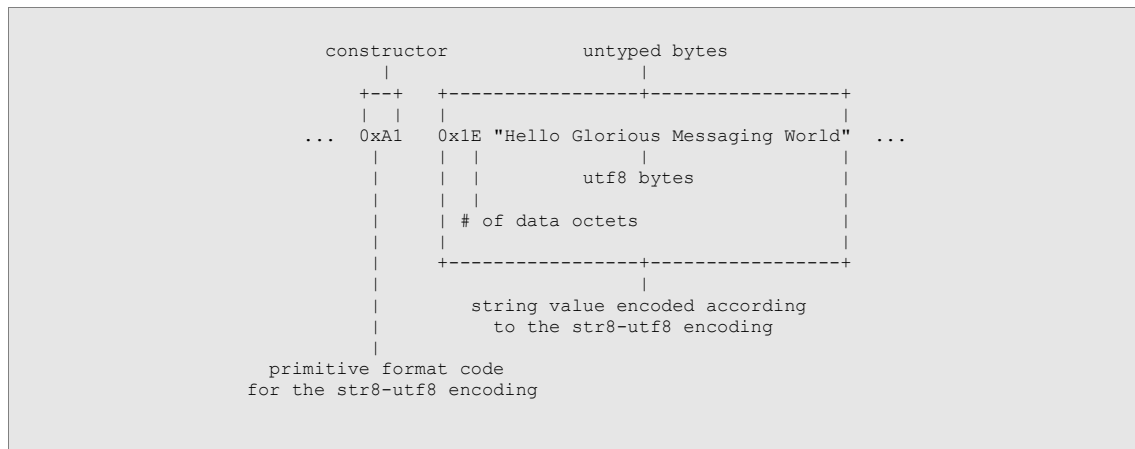 constructor                       untyped bytes
      |                                 |
   +--+   +-----------------+-----------------+
   |  |   |                                   |
...  0xA1   0x1E "Hello Glorious Messaging World"  ...
      |     |  |              |                 |
      |     |  |         utf8 bytes             |
      |     |  |                                |
      |     | # of data octets                  |
      |     |                                   |
      |     +-----------------+-----------------+
      |                       |
      |        string value encoded according
      |          to the str8-utf8 encoding
      |
primitive format code
for the str8-utf8 encoding